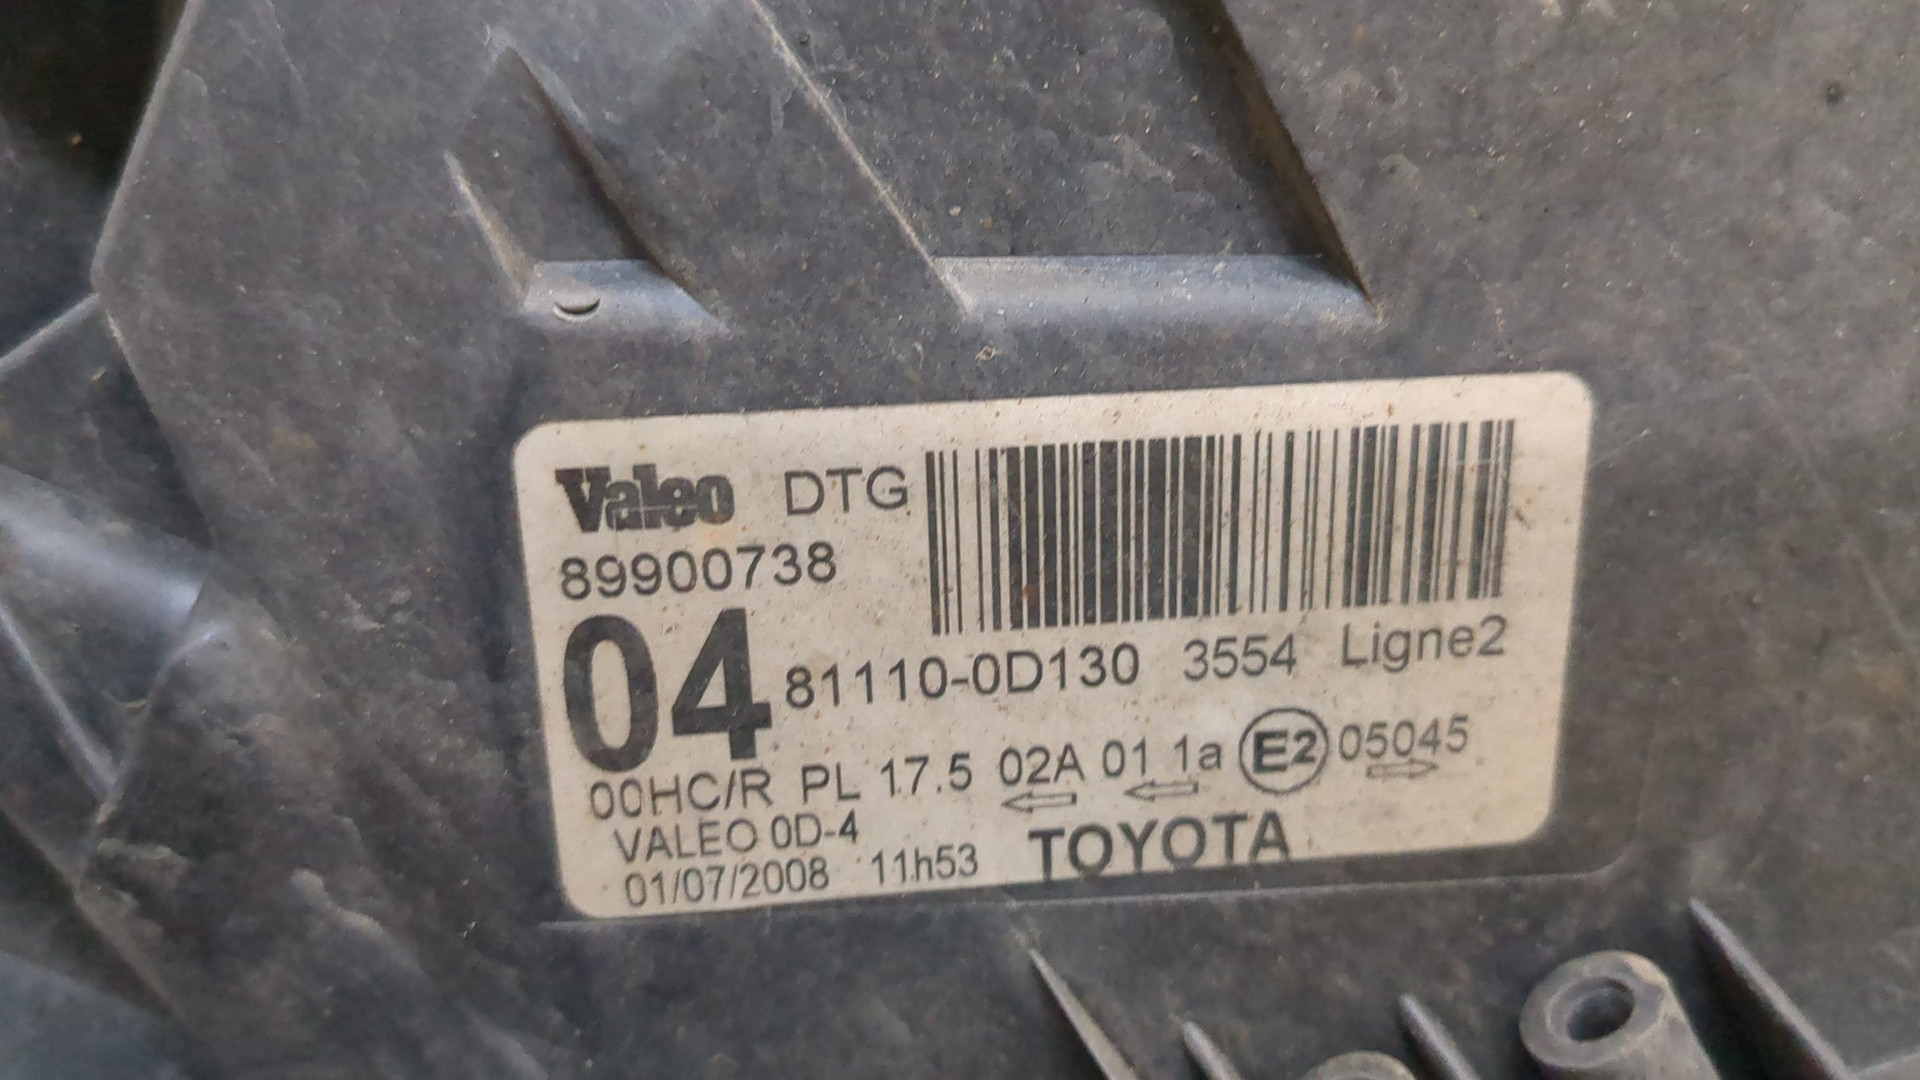 Valeo DTG
89900738
04 81110-0D130 3554 Ligne2
00HC/R PL 17.5 02A 01 1a E2 05045
VALEO 0D-4
01/07/2008 11h53 TOYOTA